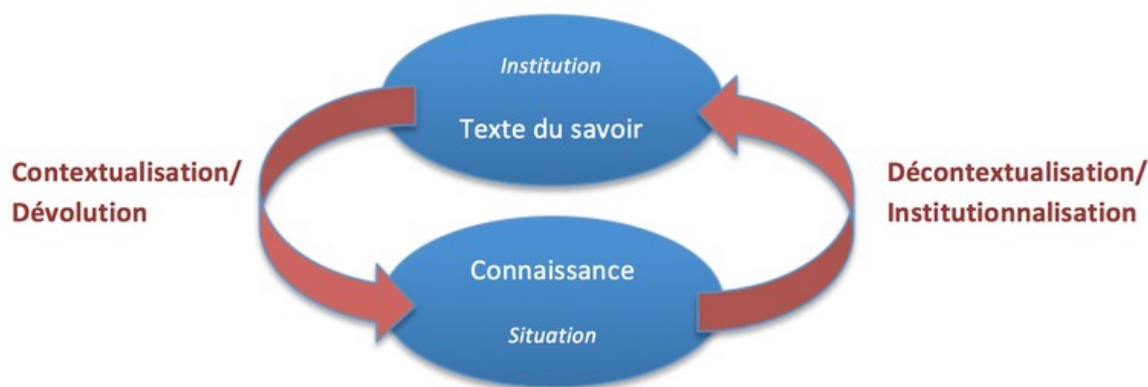 Institution
Texte du savoir
Contextualisation/
Dévolution
Décontextualisation/
Institutionnalisation
Connaissance
Situation